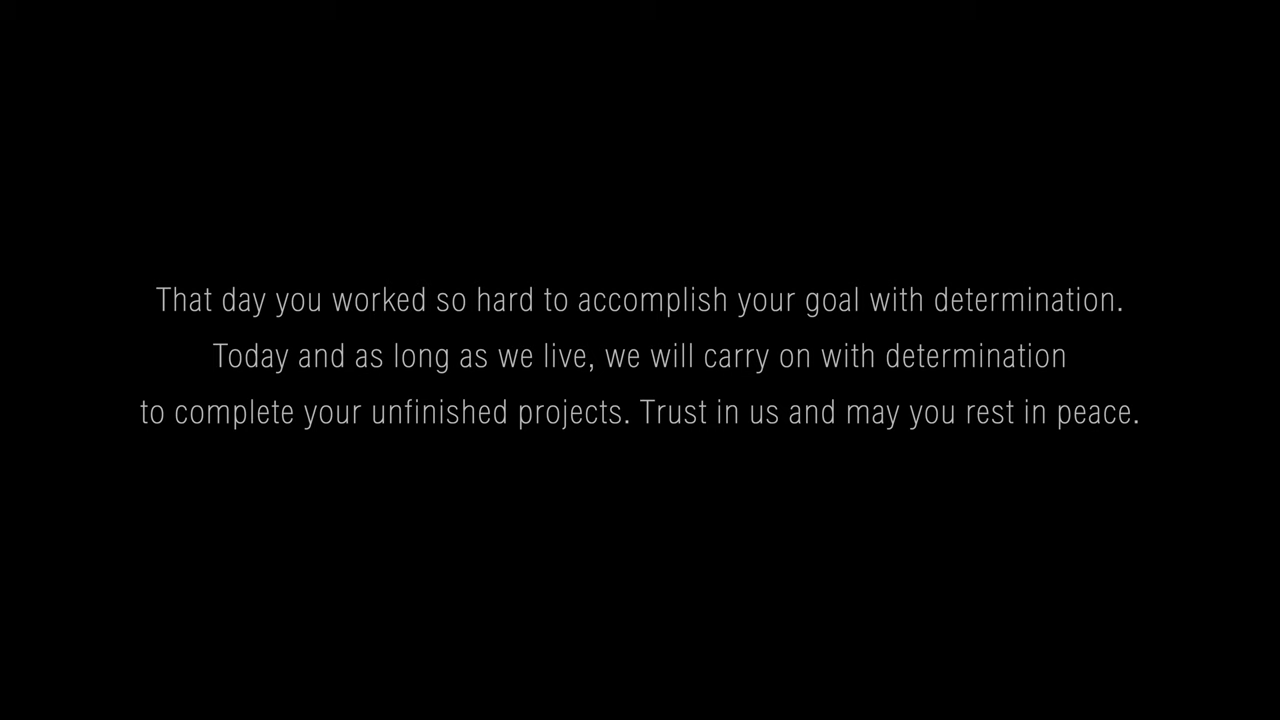 That day you worked so hard to accomplish your goal with determination.
Today and as long as we live, we will carry on with determination
to complete your unfinished projects. Trust in us and may you rest in peace.